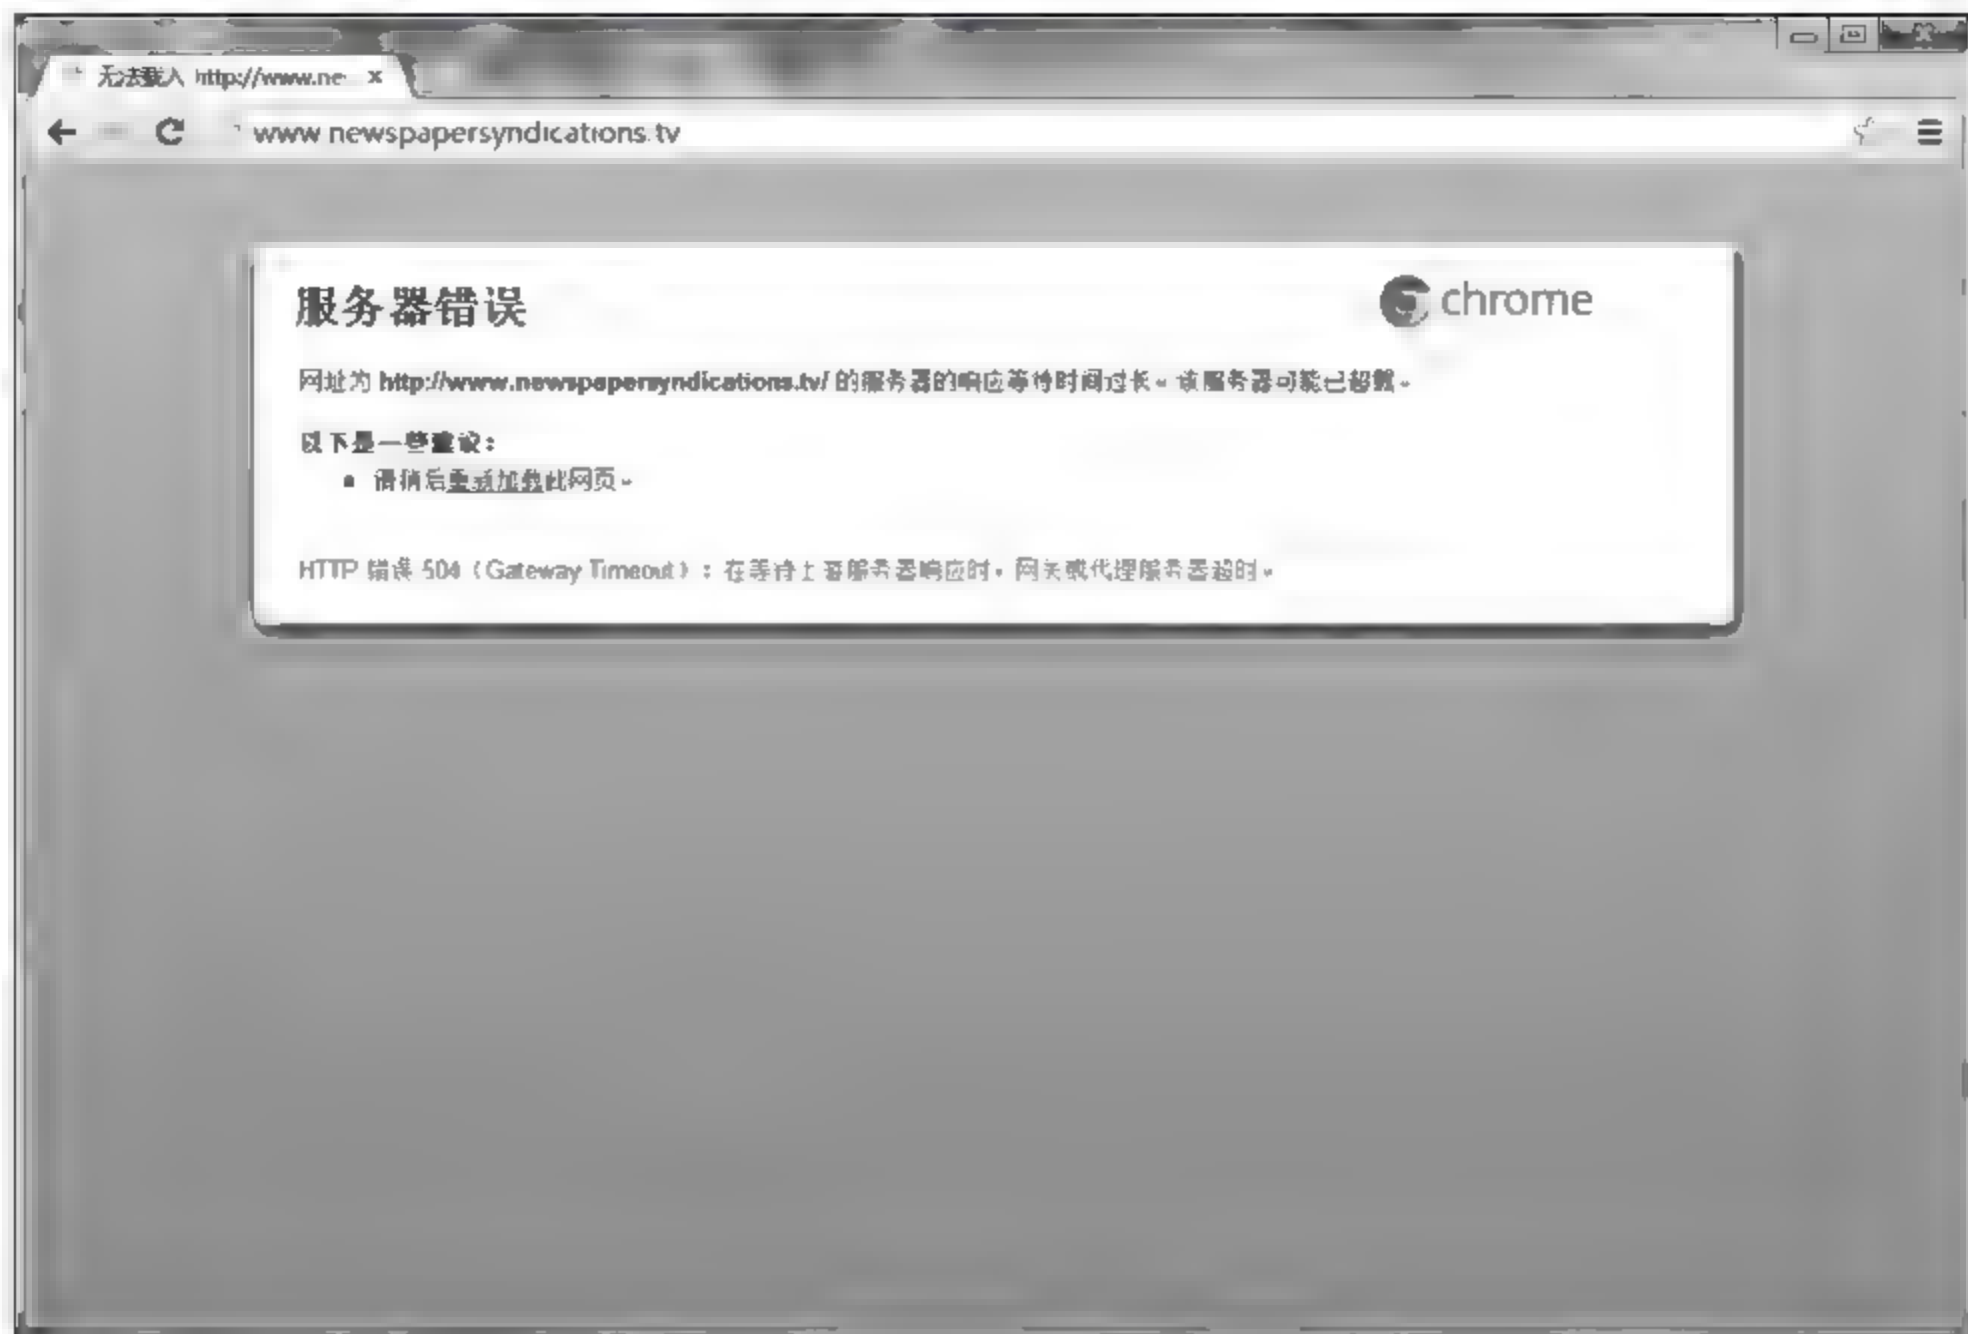 无法载入 http://www.ne
www.newspapersyndications.tv
服务器错误
chrome
网址为 http://www.newspapersyndications.tv/ 的服务器的响应等待时间过长。该服务器可能已超载。
以下是一些建议：
请稍后重新加载此网页。
HTTP 错误 504（Gateway Timeout）：在等待上游服务器响应时，网关或代理服务器超时。